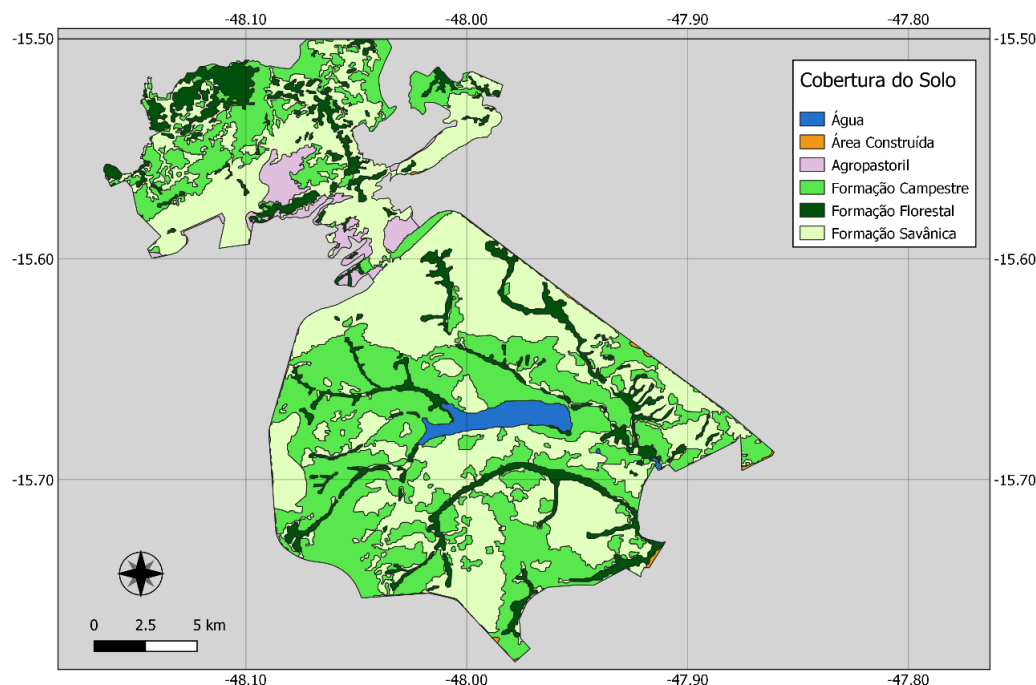 -48.10 -48.00 -47.90 -47.80
-15.50 -15.50
Cobertura do Solo
Água
Área Construída
Agropastoril
Formação Campestre
Formação Florestal
Formação Savânica
-15.60 -15.60
-15.70 -15.70
0 2.5 5 km
-48.10 -48.00 -47.90 -47.80